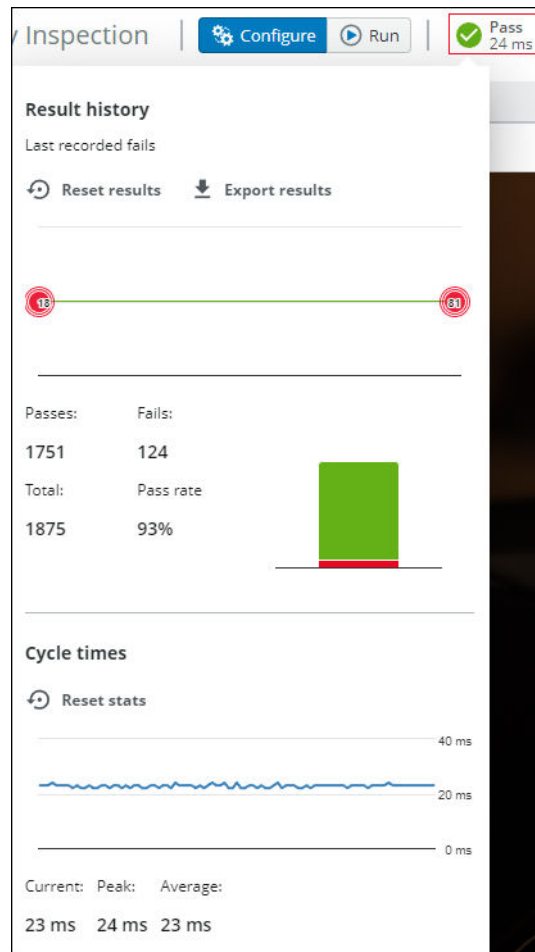 y Inspection Configure Run Pass
24 ms
Result history
Last recorded fails
Reset results Export results
18 81
Passes: Fails:
1751 124
Total: Pass rate
1875 93%
Cycle times
Reset stats
40 ms
20 ms
0 ms
Current: Peak: Average:
23 ms 24 ms 23 ms